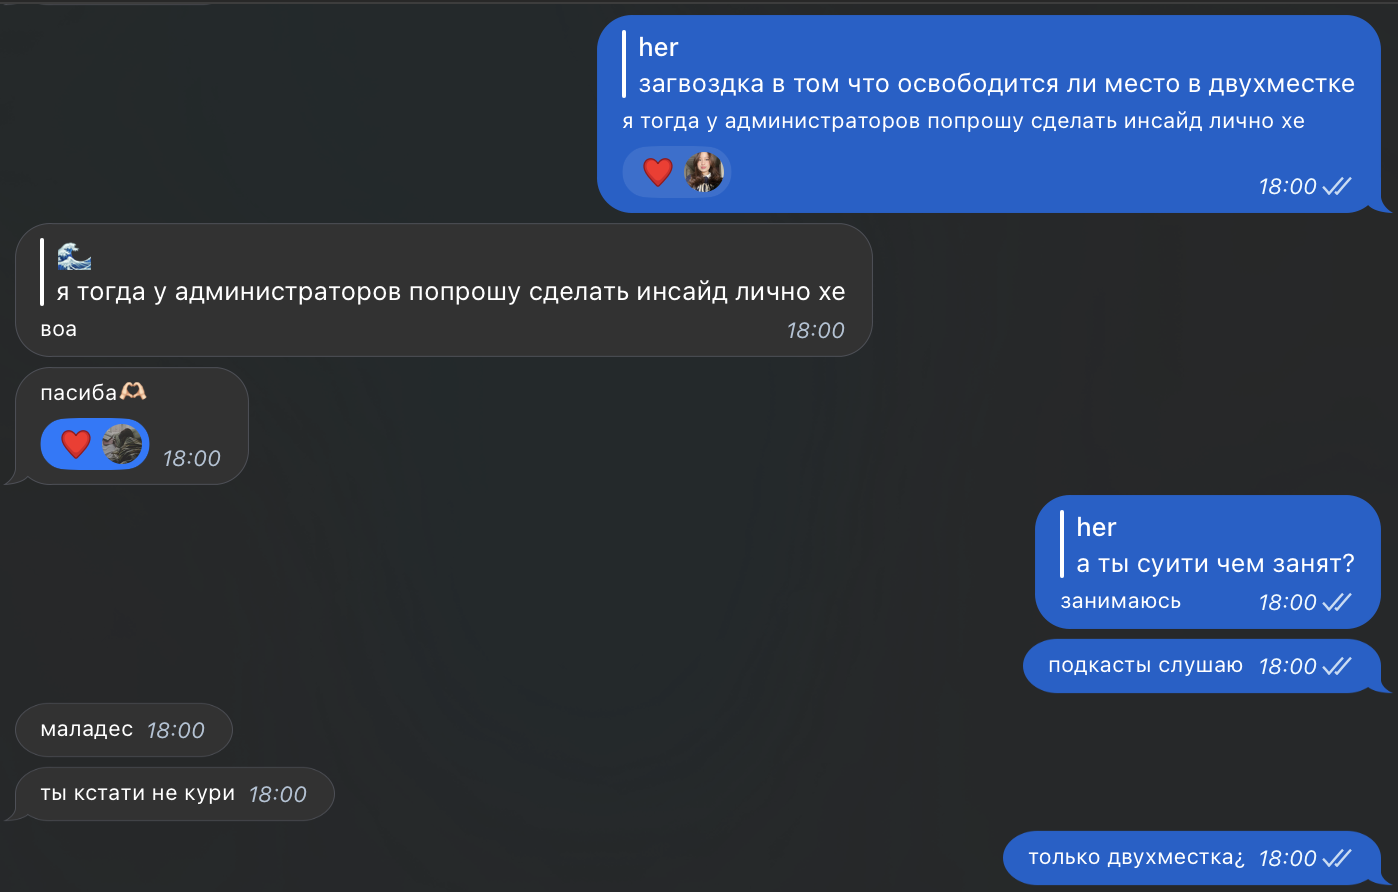 her
загвоздка в том что освободится ли место в двухместке
я тогда у администраторов попрошу сделать инсайд лично хе
❤️
18:00
🌊
я тогда у администраторов попрошу сделать инсайд лично хе
воа 18:00
пасиба🫶🏻
❤️
18:00
her
а ты суити чем занят?
занимаюсь 18:00
подкасты слушаю 18:00
маладес 18:00
ты кстати не кури 18:00
только двухместка¿ 18:00